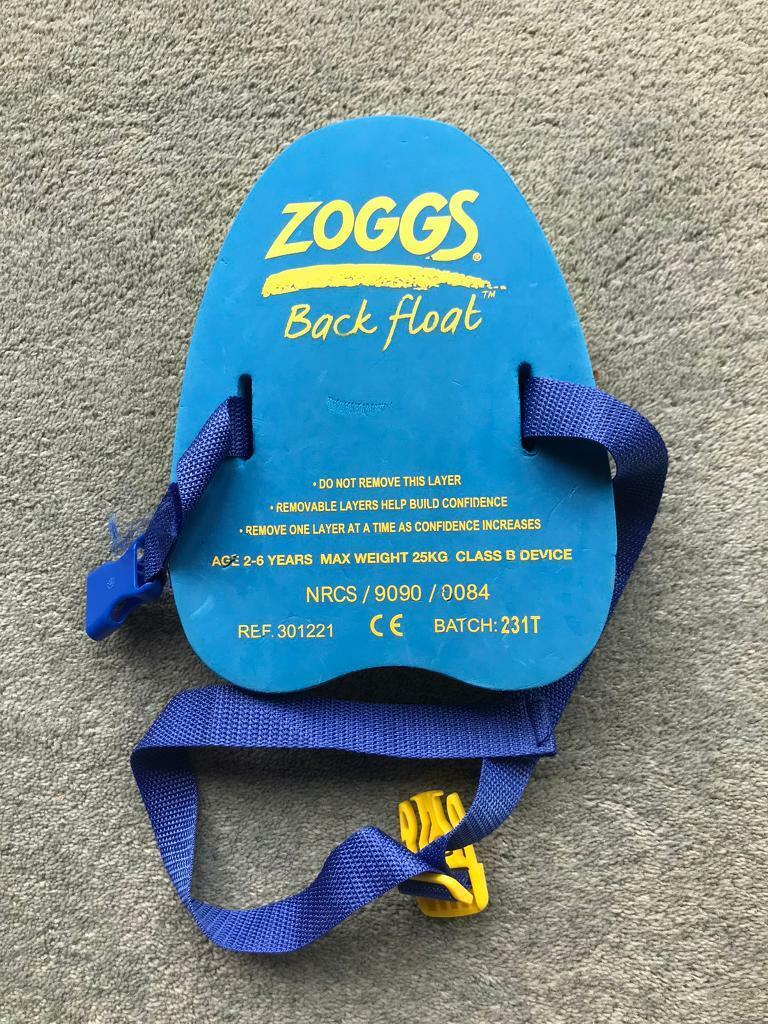 ZOGGS®
Back float™
• DO NOT REMOVE THIS LAYER
• REMOVABLE LAYERS HELP BUILD CONFIDENCE
• REMOVE ONE LAYER AT A TIME AS CONFIDENCE INCREASES
AGE 2-6 YEARS MAX WEIGHT 25KG CLASS B DEVICE
NRCS / 9090 / 0084
REF. 301221 CE BATCH: 231T